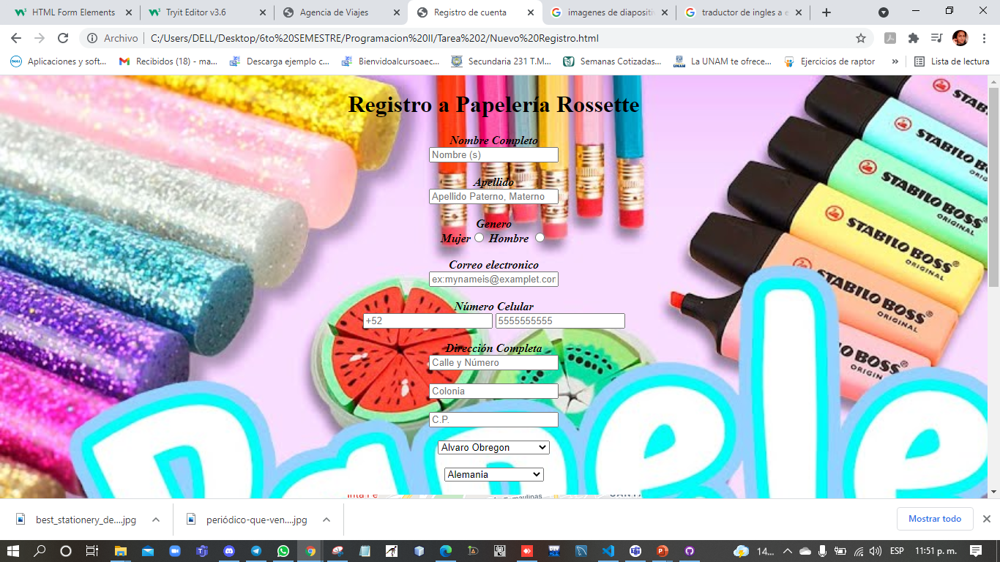 HTML Form Elements
Tryit Editor v3.6
Agencia de Viajes
Registro de cuenta
imagenes de diapositiv
traductor de ingles a e
Archivo
C:/Users/DELL/Desktop/6to%20SEMESTRE/Programacion%20II/Tarea%202/Nuevo%20Registro.html
Aplicaciones y soft...
Recibidos (18) - ma...
Descarga ejemplo c...
Bienvidoalcursoaec...
Secundaria 231 T.M...
Semanas Cotizadas...
La UNAM te ofrece...
Ejercicios de raptor
»
Lista de lectura
Registro a Papelería Rossette
Nombre Completo
Nombre (s)
Apellido
Apellido Paterno, Materno
Genero
Mujer Hombre
Correo electronico
ex:mynameis@examplet.cor
Número Celular
+52 5555555555
Dirección Completa
Calle y Número
Colonia
C.P.
Alvaro Obregon
Alemania
STABILO BOSS
ORIGINAL
STABILO BOSS
ORIGINAL
STABILO BOSS
ORIGINAL
STABILO BOSS
ORIGINAL
LO BOSS
ORIGIN
Papele
best_stationery_de....jpg
periódico-que-ven....jpg
Mostrar todo
14...
ESP
11:51 p. m.